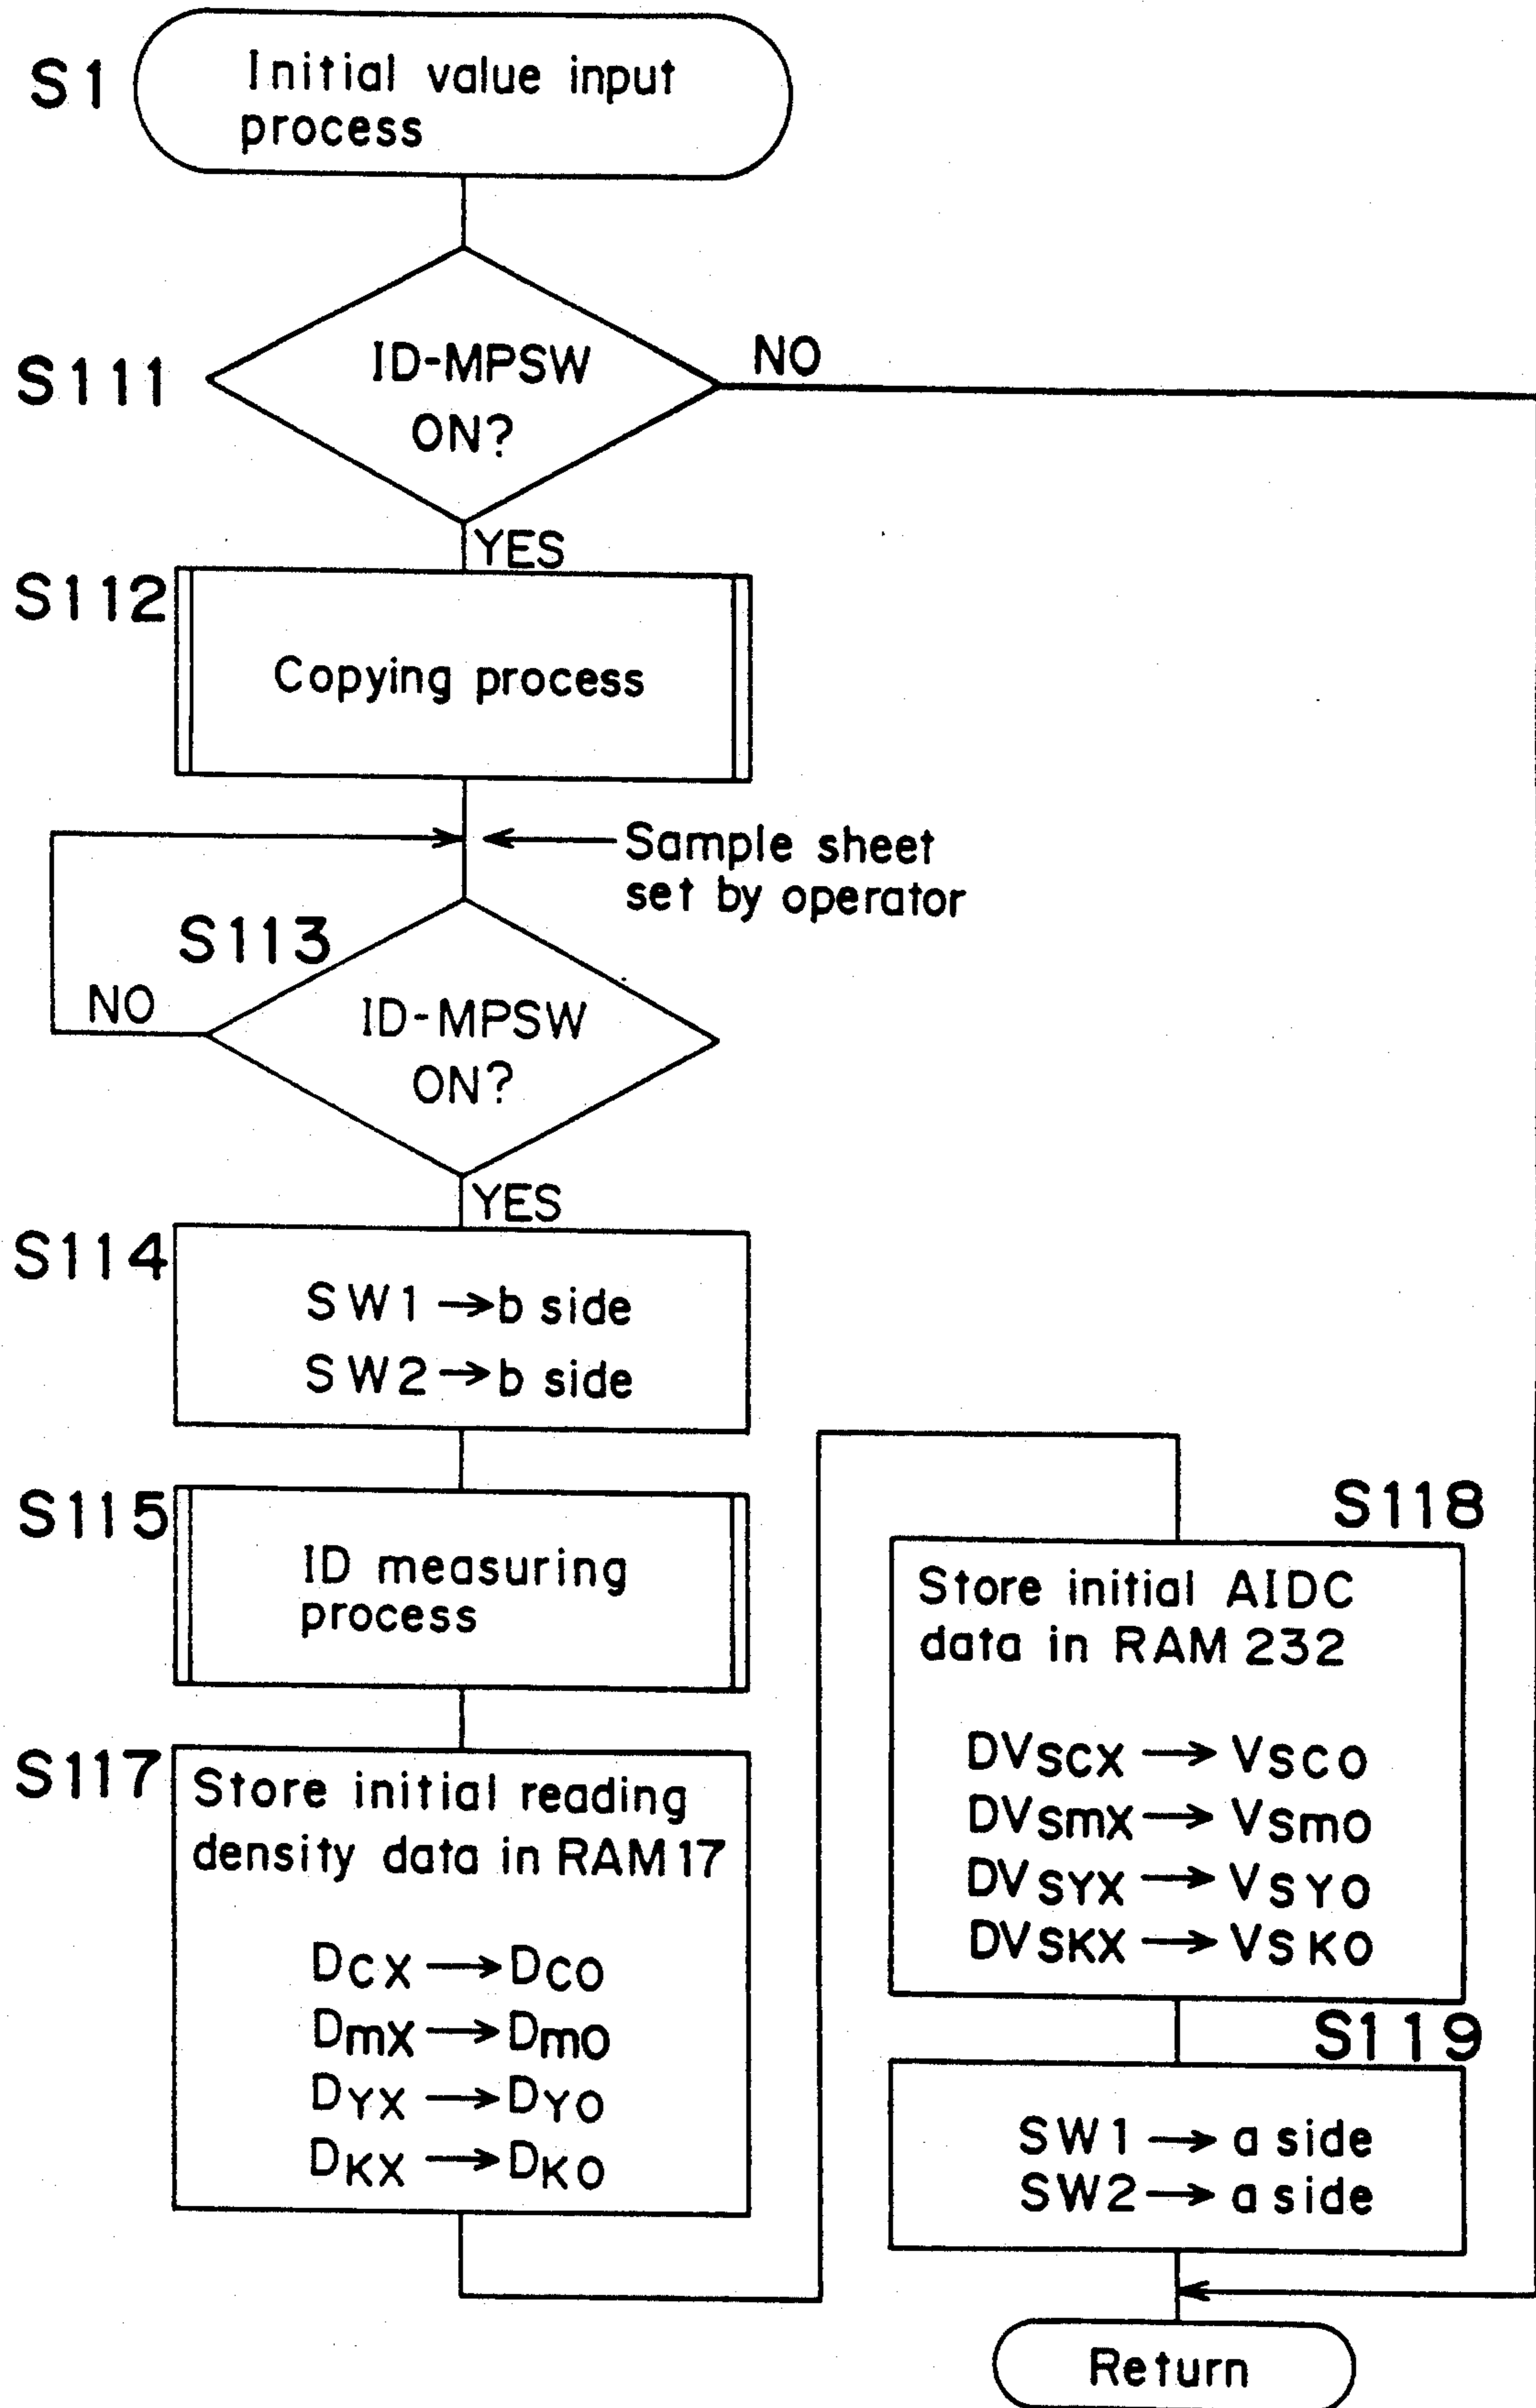 S1
Initial value input
process
S111
ID-MPSW
ON?
NO
YES
S112
Copying process
Sample sheet
set by operator
S113
ID-MPSW
ON?
NO
YES
S114
SW1→b side
SW2→b side
S115
ID measuring
process
S117
Store initial reading
density data in RAM17
DCX→DCO
DmX→DmO
DYX→DYO
DKX→DKO
S118
Store initial AIDC
data in RAM 232
DVSCX→VSCO
DVSmX→VSmO
DVSYX→VSYO
DVSKX→VSKO
S119
SW1→a side
SW2→a side
Return